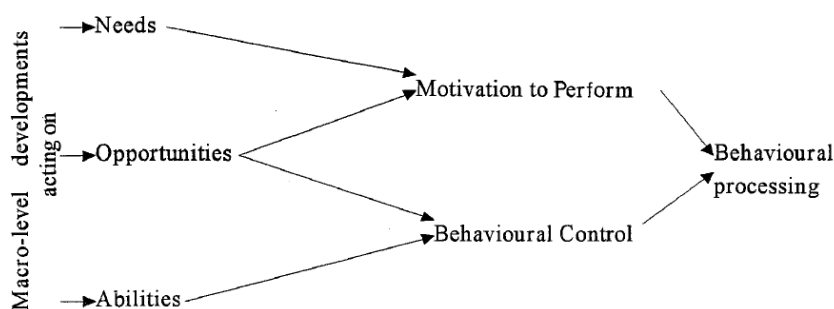 Macro-level developments
acting on
Needs
Opportunities
Abilities
Motivation to Perform
Behavioural Control
Behavioural
processing